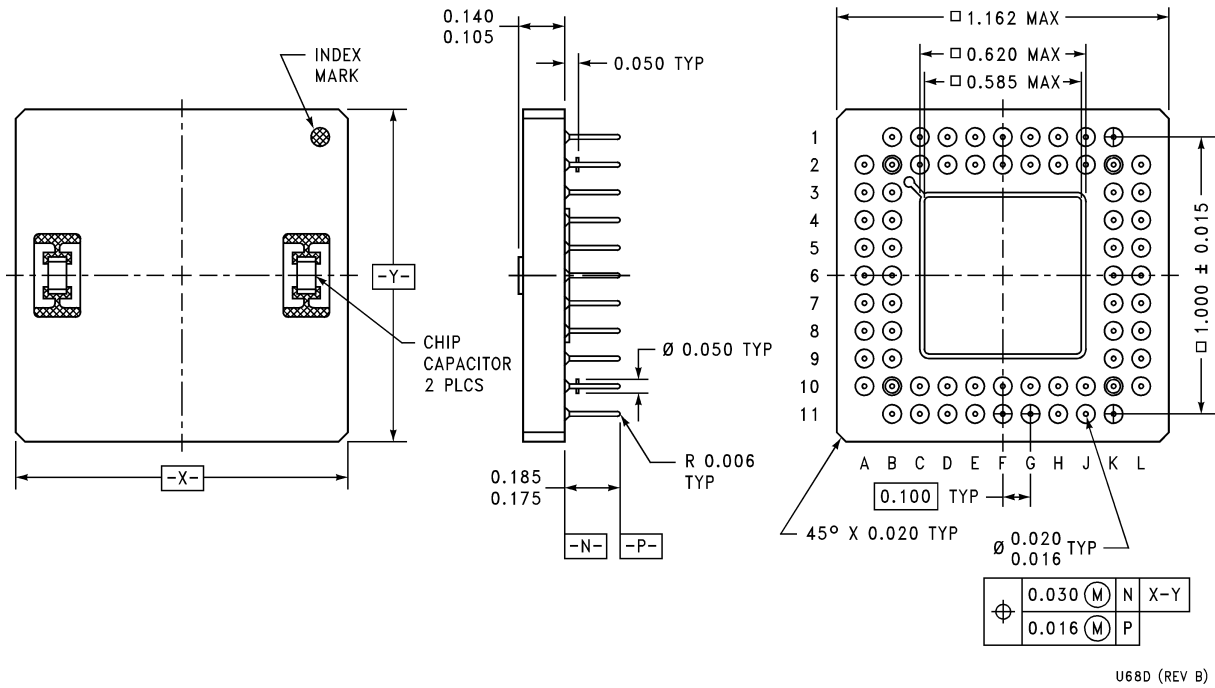 INDEX
MARK
CHIP
CAPACITOR
2 PLCS
-Y-
-X-
0.140
0.105
0.050 TYP
Ø 0.050 TYP
R 0.006
TYP
0.185
0.175
-N-
-P-
□ 1.162 MAX
□ 0.620 MAX
□ 0.585 MAX
1
2
3
4
5
6
7
8
9
10
11
□ 1.000 ± 0.015
A B C D E F G H J K L
0.100 TYP
45° X 0.020 TYP
Ø 0.020
0.016 TYP
⌖ 0.030 Ⓜ N X-Y
0.016 Ⓜ P
U68D (REV B)